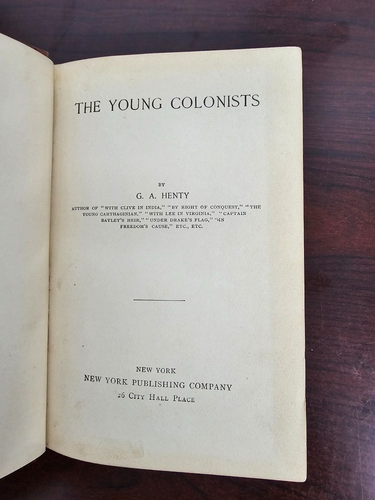 THE YOUNG COLONISTS
BY
G. A. HENTY
AUTHOR OF "WITH CLIVE IN INDIA," "BY RIGHT OF CONQUEST," "THE
YOUNG CARTHAGINIAN," "WITH LEE IN VIRGINIA," "CAPTAIN
BAYLEY'S HEIR," "UNDER DRAKE'S FLAG," "IN
FREEDOM'S CAUSE," ETC., ETC.
NEW YORK
NEW YORK PUBLISHING COMPANY
26 CITY HALL PLACE